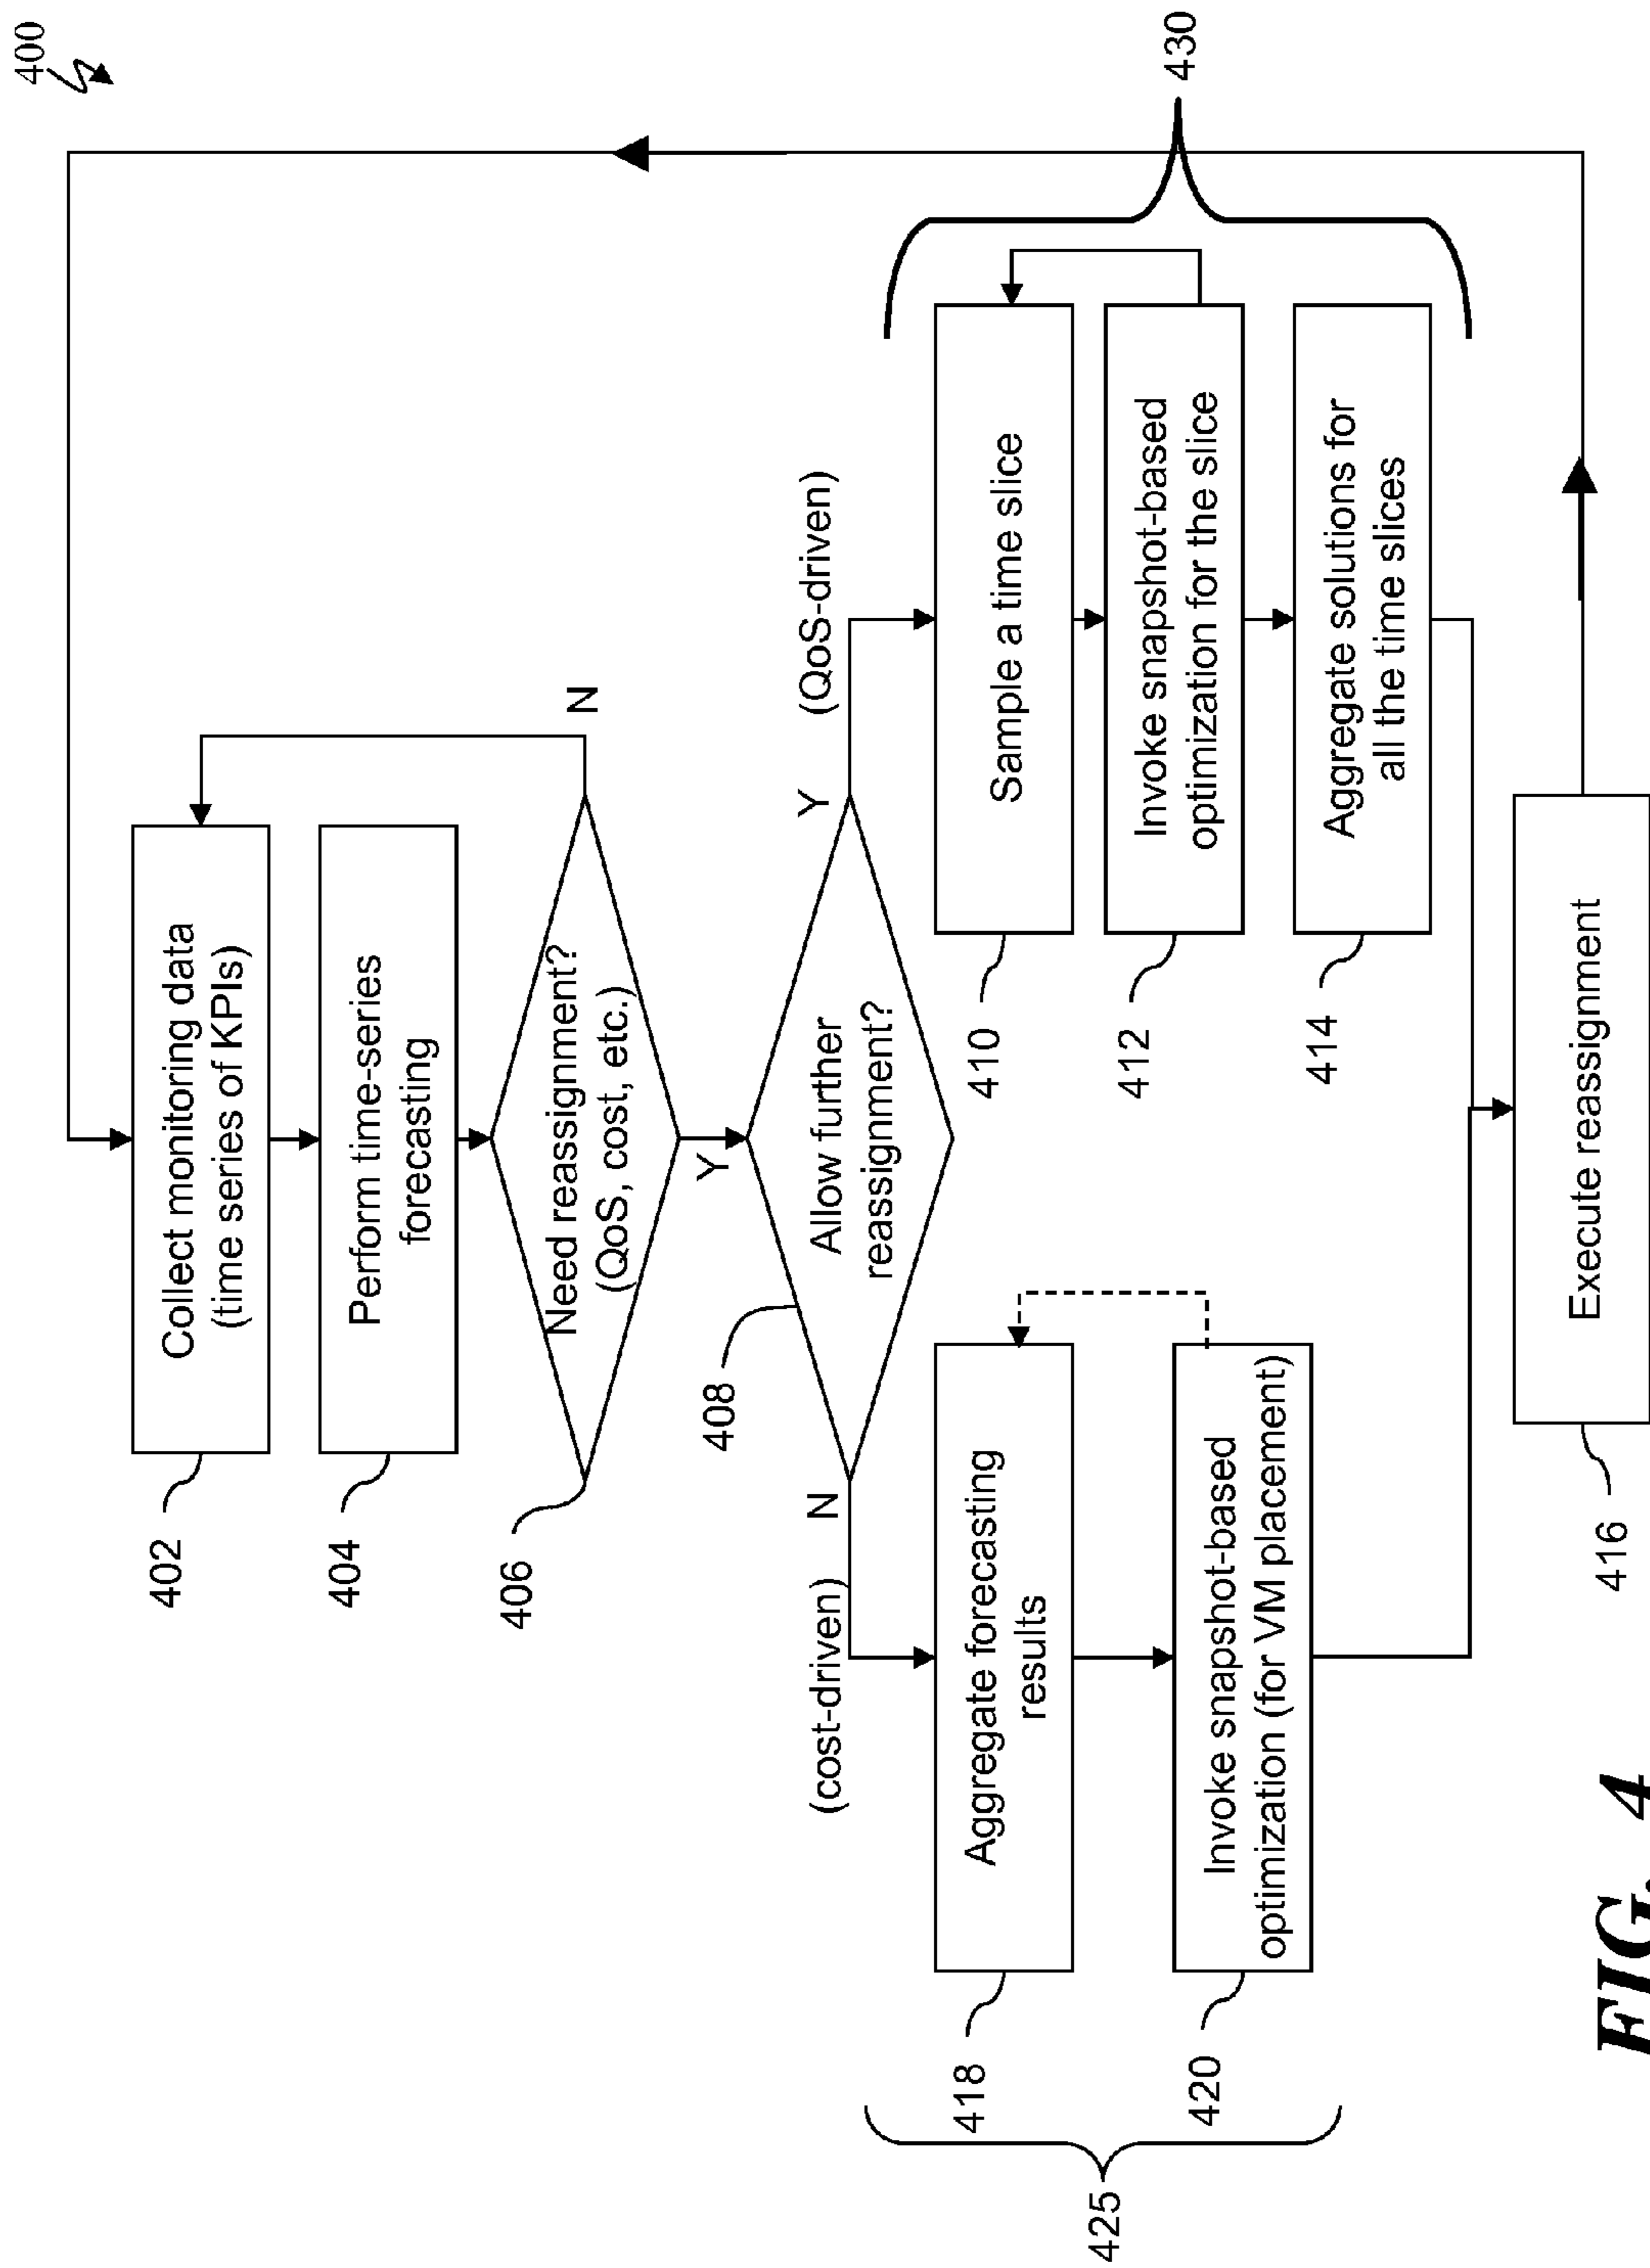 400
Collect monitoring data
(time series of KPIs)
402
Perform time-series
forecasting
404
Need reassignment?
(QoS, cost, etc.)
406
N
Y
Allow further
reassignment?
408
N
(cost-driven)
Y
(QoS-driven)
Aggregate forecasting
results
418
Invoke snapshot-based
optimization (for VM placement)
420
425
Sample a time slice
410
Invoke snapshot-based
optimization for the slice
412
Aggregate solutions for
all the time slices
414
430
Execute reassignment
416
FIG. 4